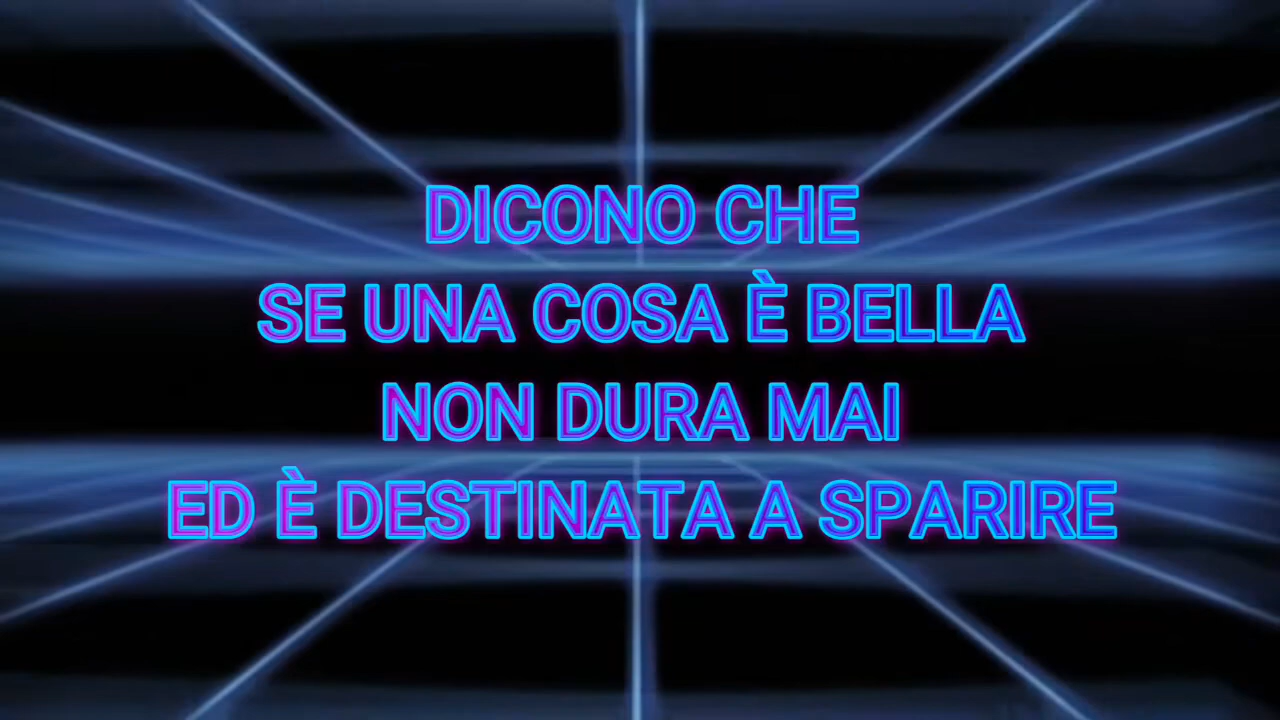 DICONO CHE
SE UNA COSA È BELLA
NON DURA MAI
ED È DESTINATA A SPARIRE